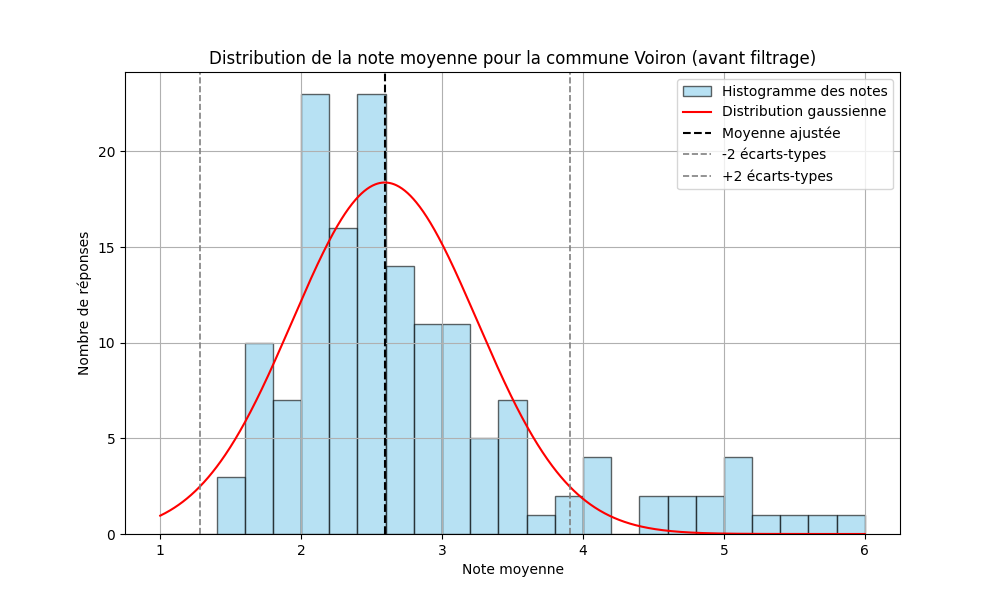 Distribution de la note moyenne pour la commune Voiron (avant filtrage)
Histogramme des notes
Distribution gaussienne
Moyenne ajustée
-2 écarts-types
+2 écarts-types
Nombre de réponses
20
15
10
5
0
1 2 3 4 5 6
Note moyenne